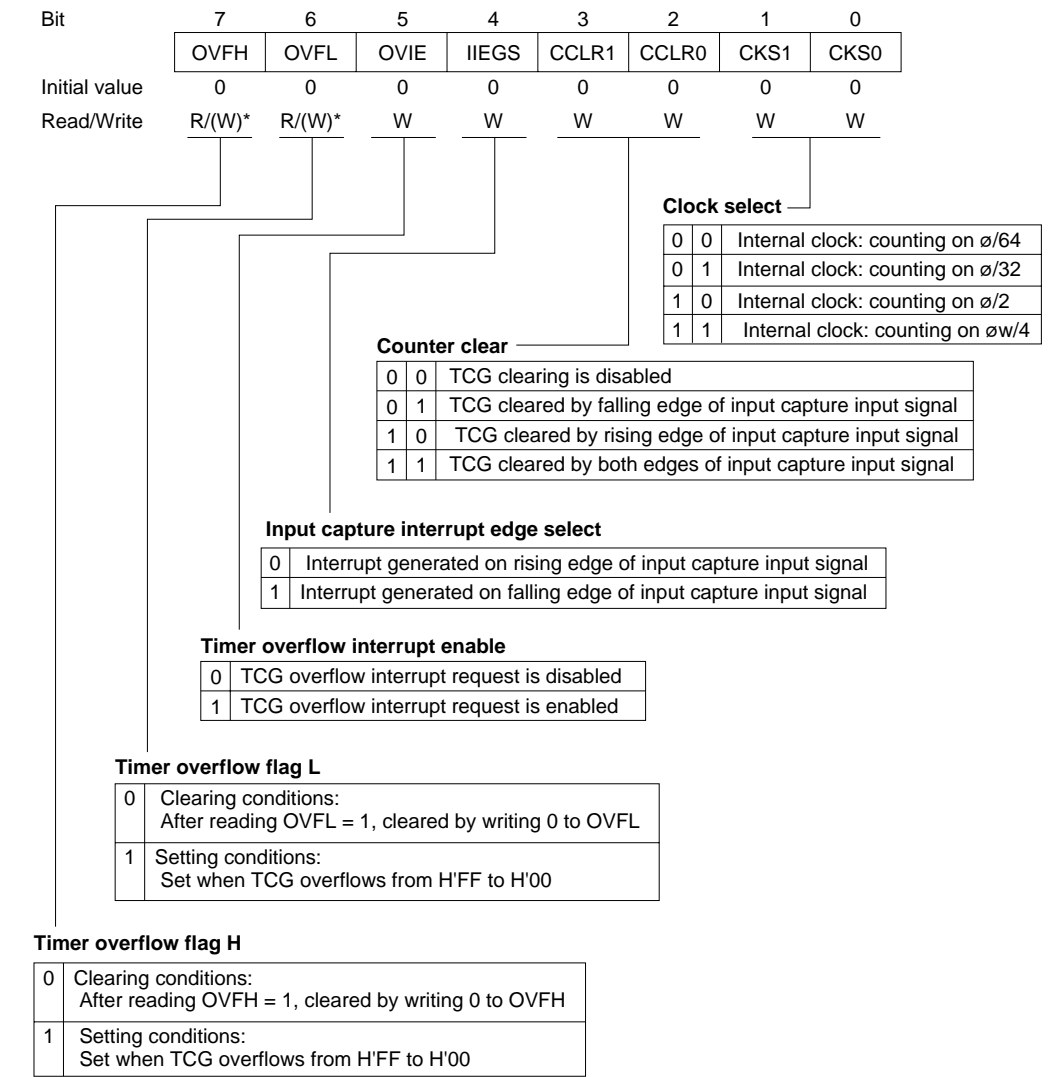 Bit 7 6 5 4 3 2 1 0
OVFH OVFL OVIE IIEGS CCLR1 CCLR0 CKS1 CKS0
Initial value 0 0 0 0 0 0 0 0
Read/Write R/(W)* R/(W)* W W W W W W
Clock select
0 0 Internal clock: counting on ø/64
0 1 Internal clock: counting on ø/32
1 0 Internal clock: counting on ø/2
1 1 Internal clock: counting on øw/4
Counter clear
0 0 TCG clearing is disabled
0 1 TCG cleared by falling edge of input capture input signal
1 0 TCG cleared by rising edge of input capture input signal
1 1 TCG cleared by both edges of input capture input signal
Input capture interrupt edge select
0 Interrupt generated on rising edge of input capture input signal
1 Interrupt generated on falling edge of input capture input signal
Timer overflow interrupt enable
0 TCG overflow interrupt request is disabled
1 TCG overflow interrupt request is enabled
Timer overflow flag L
0 Clearing conditions:
After reading OVFL = 1, cleared by writing 0 to OVFL
1 Setting conditions:
Set when TCG overflows from H'FF to H'00
Timer overflow flag H
0 Clearing conditions:
After reading OVFH = 1, cleared by writing 0 to OVFH
1 Setting conditions:
Set when TCG overflows from H'FF to H'00